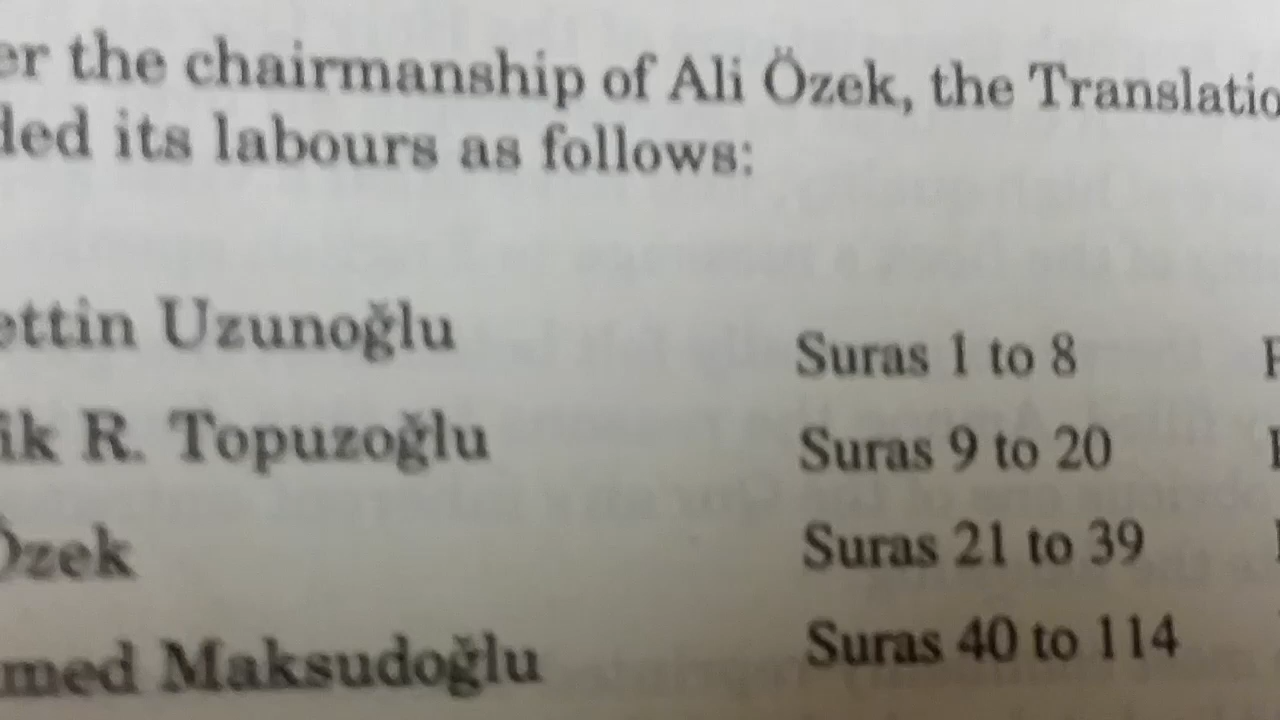 er the chairmanship of Ali Özek, the Translatio
ded its labours as follows:
ettin Uzunoğlu Suras 1 to 8
ik R. Topuzoğlu Suras 9 to 20
Özek Suras 21 to 39
med Maksudoğlu Suras 40 to 114